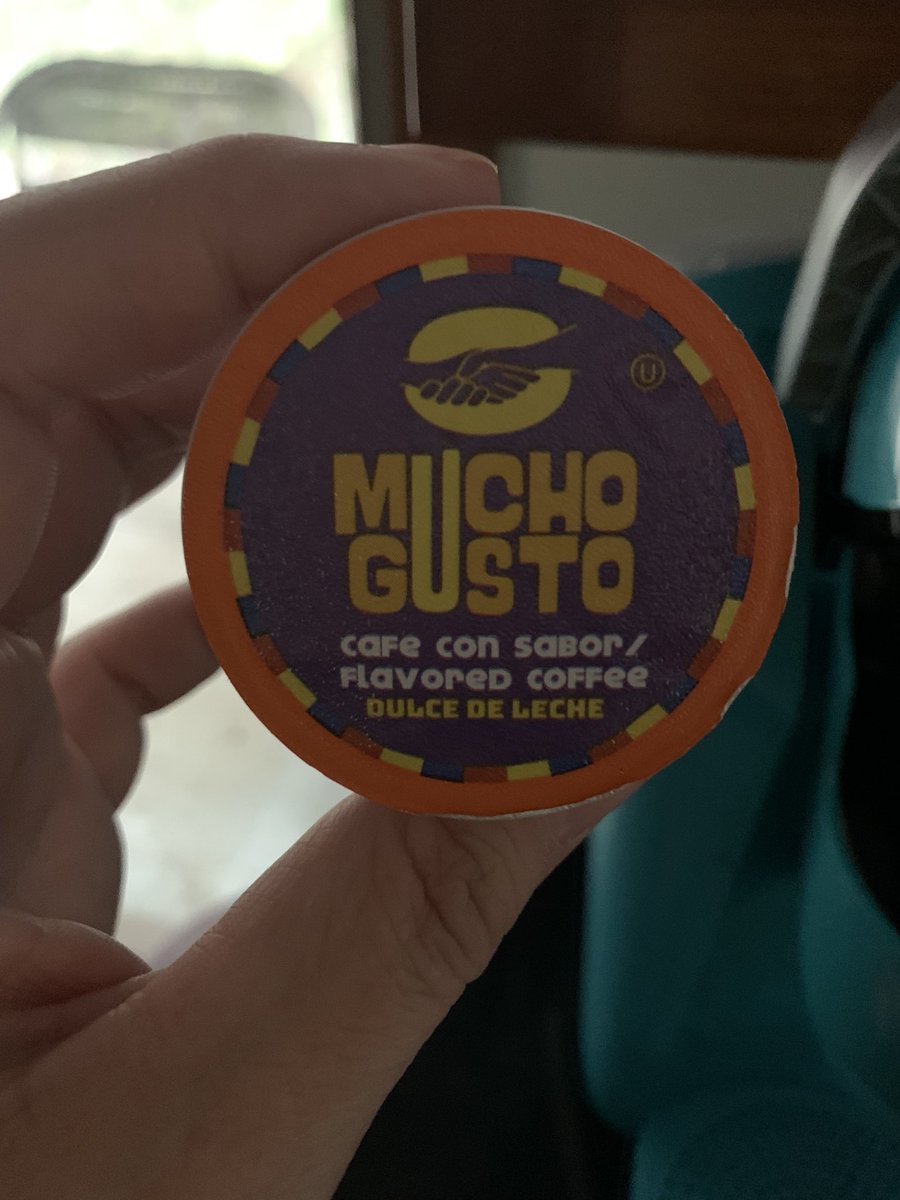 U
MUCHO
GUSTO
CAFE CON SABOR/
FLAVORED COFFEE
DULCE DE LECHE